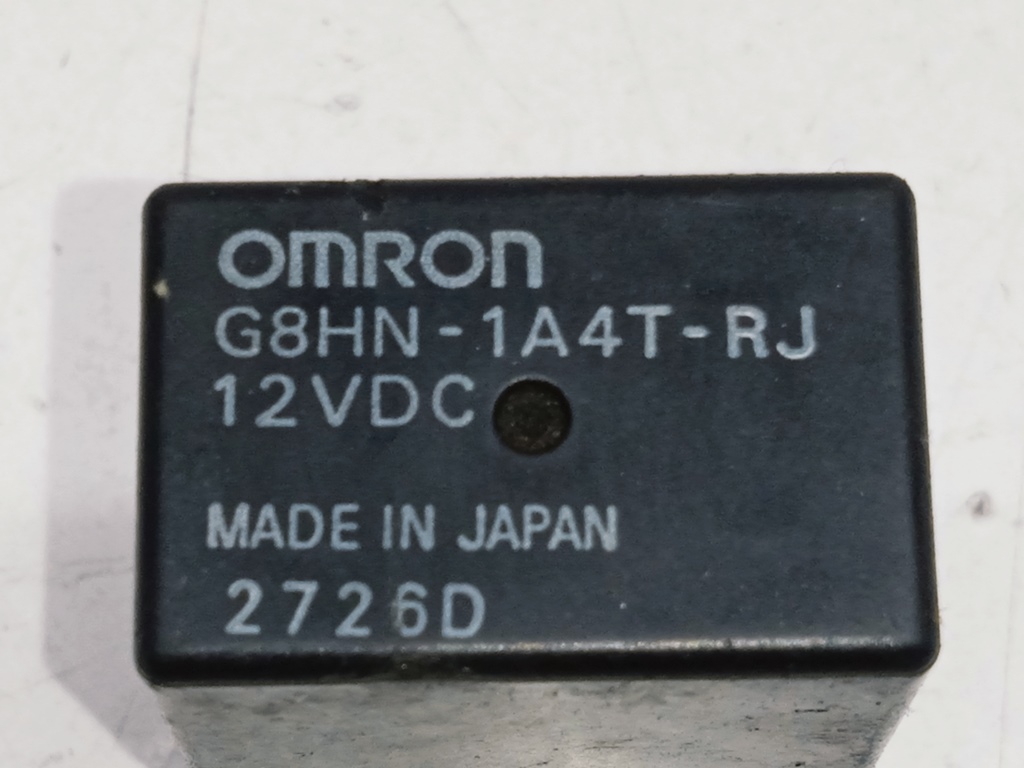 OMRON
G8HN-1A4T-RJ
12VDC
MADE IN JAPAN
2726D